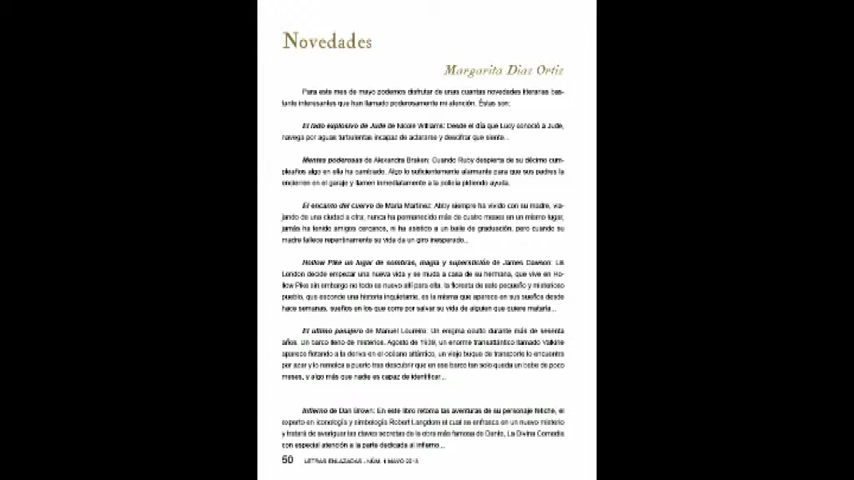 Novedades
Margarita Dias Ortiz
Para este mes de mayo podemos disfrutar de unas cuantas novedades literarias bas-
tante interesantes que han llamado poderosamente mi atención. Éstas son:
El lado explosivo de Jude de Nicole Williams: Desde el día que Lucy conoció a Jude,
navega por aguas turbulentas incapaz de aclararse y descifrar que siente...
Mentes poderosas de Alexandra Braken: Cuando Ruby despierta de su décimo cum-
pleaños algo en ella ha cambiado. Algo lo suficientemente alarmante para que sus padres la
encierren en el garaje y llamen inmediatamente a la policía pidiendo ayuda.
El encanto del cuervo de María Martínez: Abby siempre ha vivido con su madre, via-
jando de una ciudad a otra; nunca ha permanecido más de cuatro meses en un mismo lugar,
jamás ha tenido amigos cercanos, ni ha asistido a un baile de graduación, pero cuando su
madre fallece repentinamente su vida da un giro inesperado...
Hollow Pike un lugar de sombras, magia y superstición de James Dawson: Lis
London decide empezar una nueva vida y se muda a casa de su hermana, que vive en Ho-
llow Pike sin embargo no todo es nuevo allí para ella, la floresta de este pequeño y misterioso
pueblo, que esconde una historia inquietante, es la misma que aparece en sus sueños desde
hace semanas, sueños en los que corre por salvar su vida de alguien que quiere matarla...
El ultimo pasajero de Manuel Loureiro: Un enigma oculto durante más de sesenta
años. Un barco lleno de misterios. Agosto de 1939, un enorme transatlántico llamado Valkirie
aparece flotando a la deriva en el océano atlántico, un viejo buque de transporte lo encuentra
por azar y lo remolca a puerto tras descubrir que en ese barco tan solo queda un bebe de poco
meses, y algo más que nadie es capaz de identificar...
Infierno de Dan Brown: En este libro retoma las aventuras de su personaje fetiche, el
experto en iconología y simbología Robert Langdom el cual se enfrasca en un nuevo misterio
y tratará de averiguar las claves secretas de la obra más famosa de Dante, La Divina Comedia
con especial atención a la parte dedicada al infierno...
50 LETRAS ENLAZADAS - NÚM. 1 MAYO